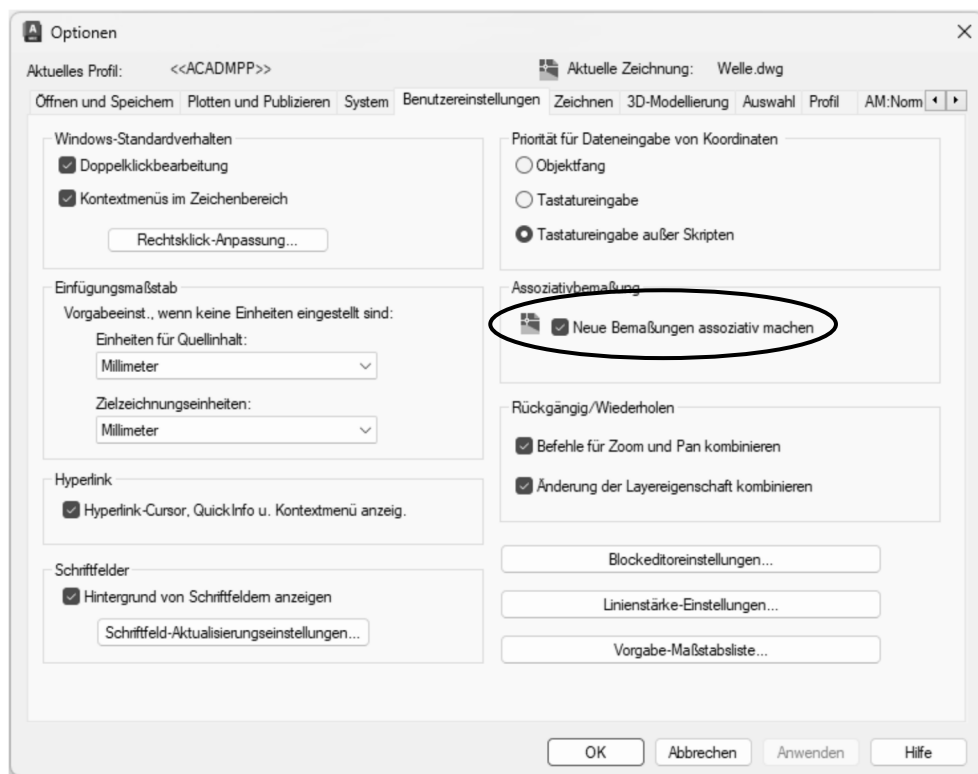 Optionen
Aktuelles Profil: <<ACADMPP>> Aktuelle Zeichnung: Welle.dwg
Öffnen und Speichern Plotten und Publizieren System Benutzereinstellungen Zeichnen 3D-Modellierung Auswahl Profil AM:Norm
Windows-Standardverhalten
Doppelklickbearbeitung
Kontextmenüs im Zeichenbereich
Rechtsklick-Anpassung...
Einfügungsmaßstab
Vorgabeeinst., wenn keine Einheiten eingestellt sind:
Einheiten für Quellinhalt:
Millimeter
Zielzeichnungseinheiten:
Millimeter
Hyperlink
Hyperlink-Cursor, QuickInfo u. Kontextmenü anzeig.
Schriftfelder
Hintergrund von Schriftfeldern anzeigen
Schriftfeld-Aktualisierungseinstellungen...
Priorität für Dateneingabe von Koordinaten
Objektfang
Tastatureingabe
Tastatureingabe außer Skripten
Assoziativbemaßung
Neue Bemaßungen assoziativ machen
Rückgängig/Wiederholen
Befehle für Zoom und Pan kombinieren
Änderung der Layereigenschaft kombinieren
Blockeditoreinstellungen...
Linienstärke-Einstellungen...
Vorgabe-Maßstabsliste...
OK Abbrechen Anwenden Hilfe